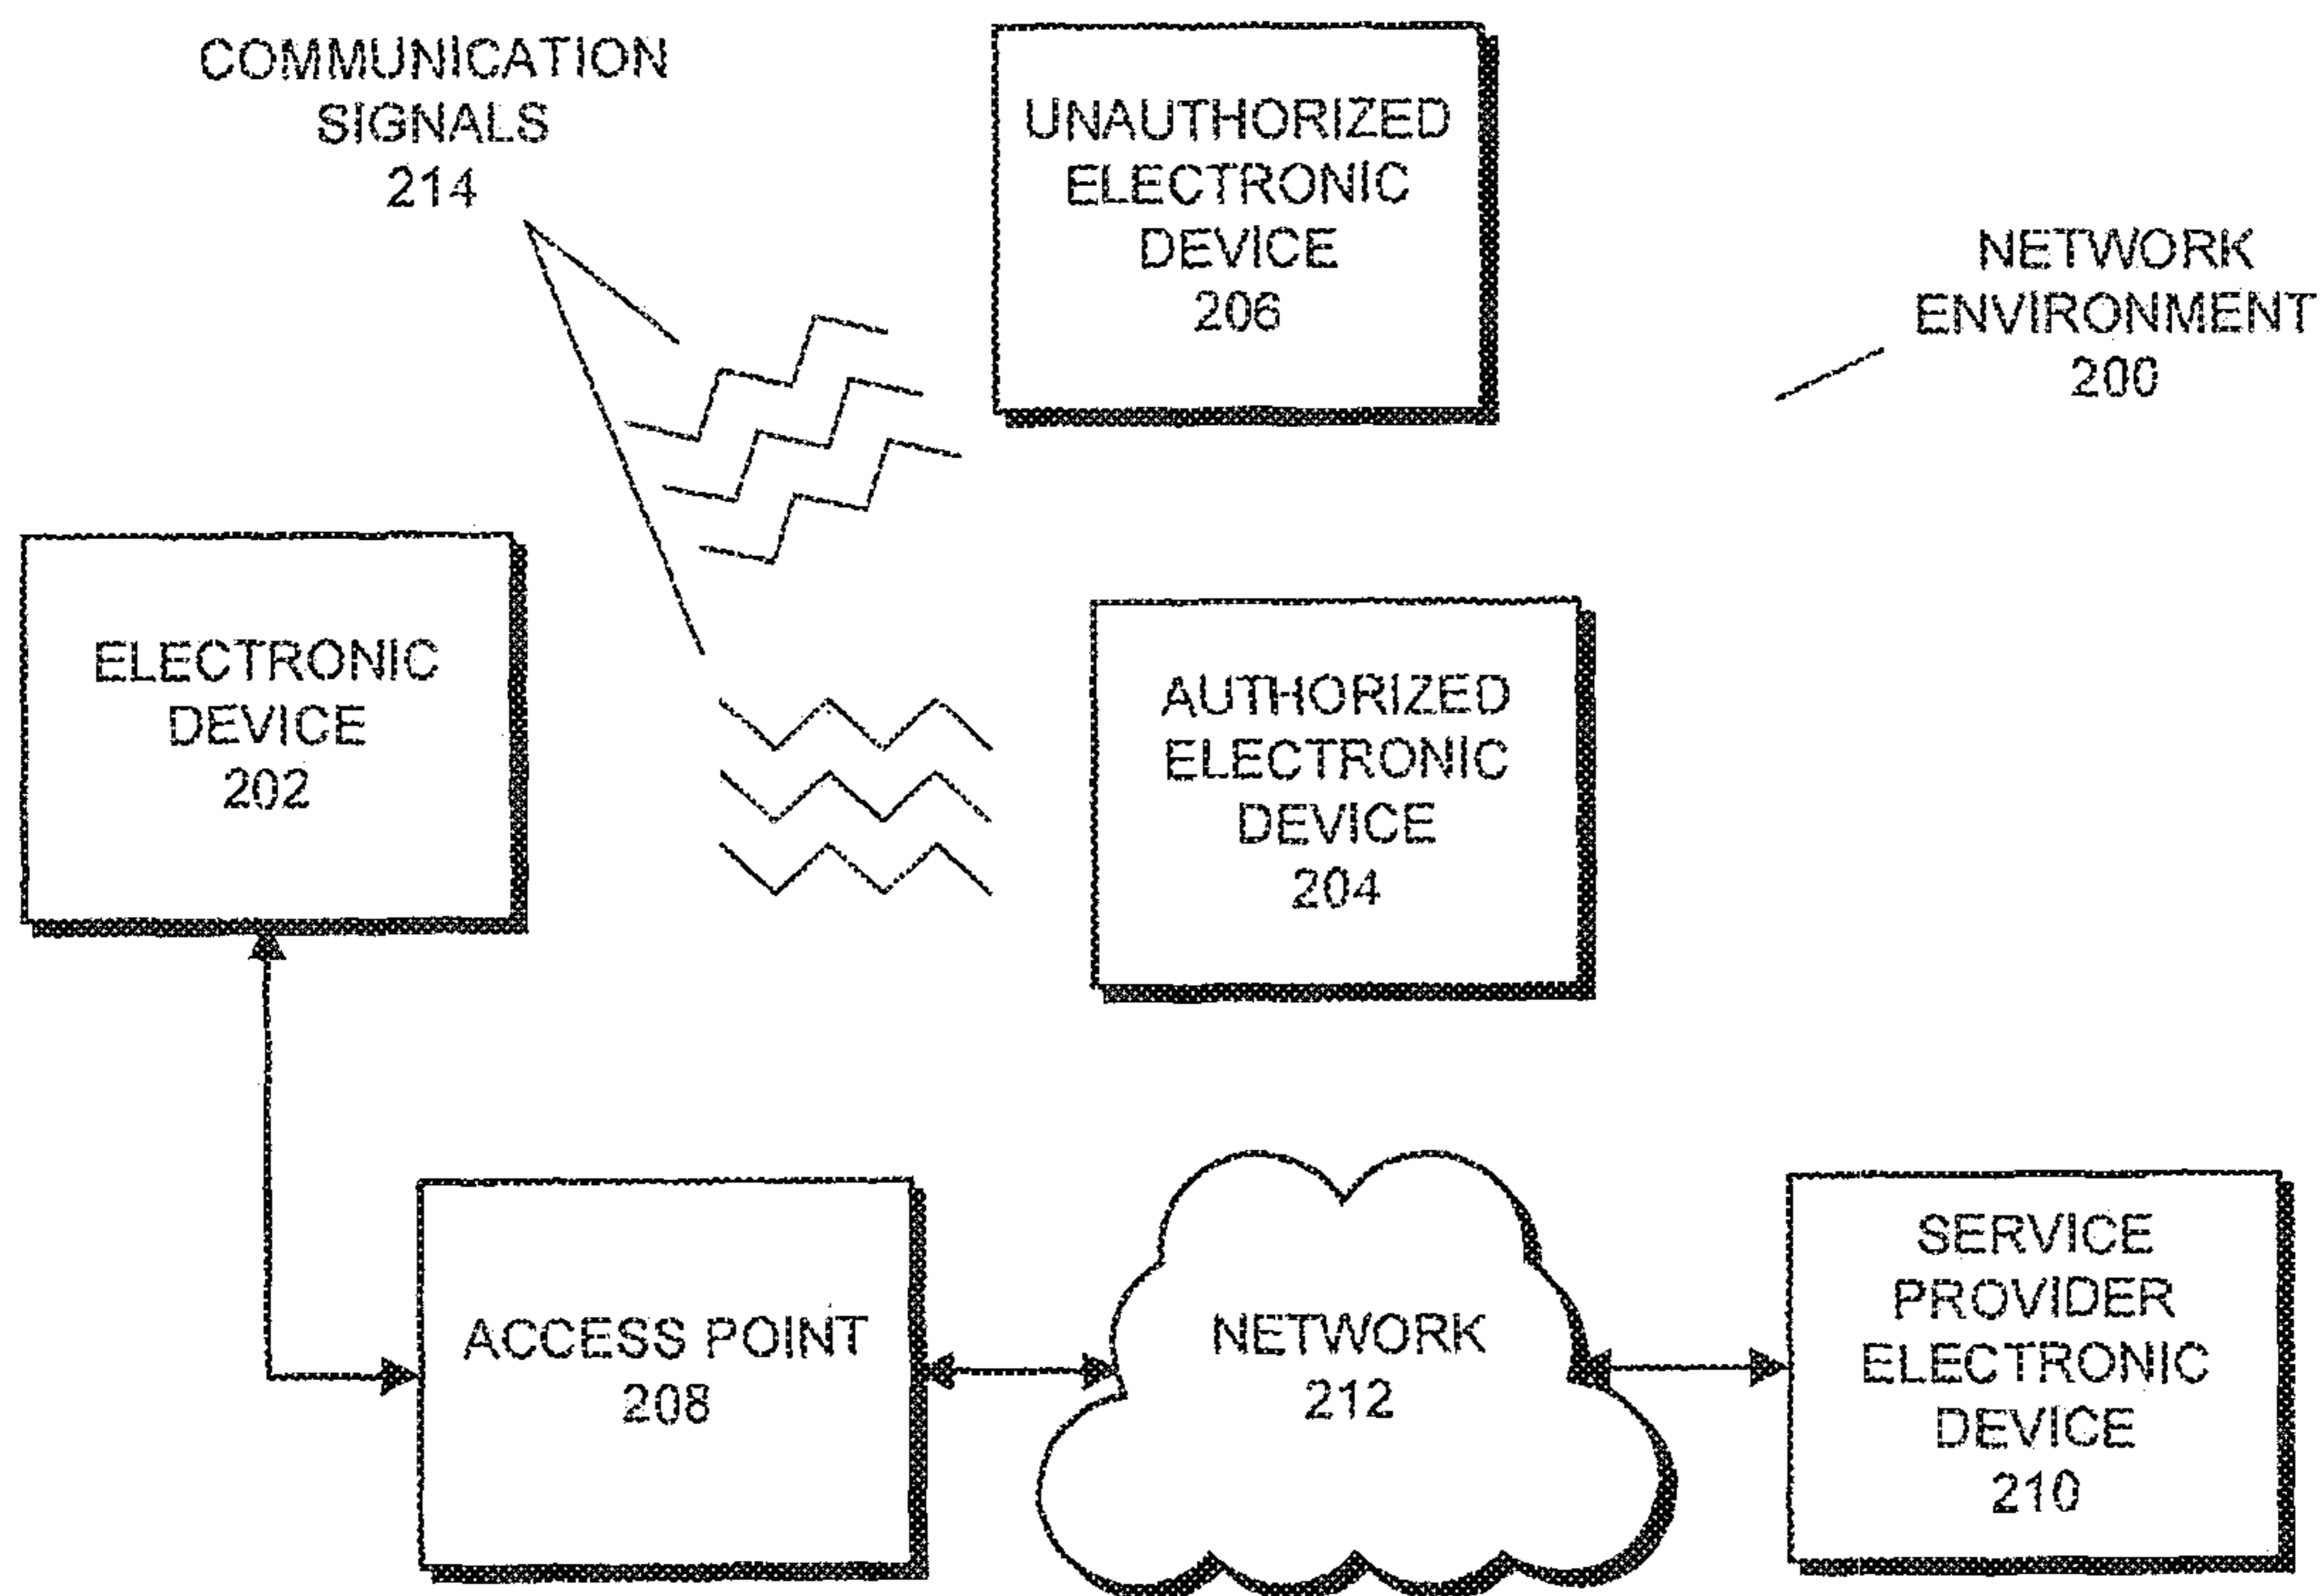 COMMUNICATION
SIGNALS
214
UNAUTHORIZED
ELECTRONIC
DEVICE
206
NETWORK
ENVIRONMENT
200
ELECTRONIC
DEVICE
202
AUTHORIZED
ELECTRONIC
DEVICE
204
ACCESS POINT
208
NETWORK
212
SERVICE
PROVIDER
ELECTRONIC
DEVICE
210